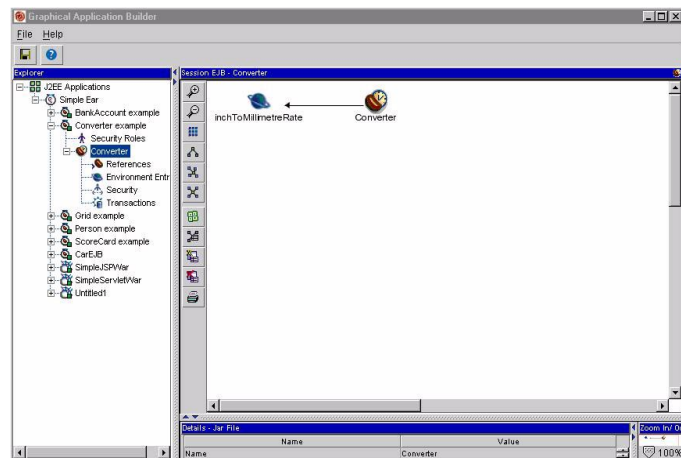 Graphical Application Builder
File Help
Explorer
J2EE Applications
Simple Ear
BankAccount example
Converter example
Security Roles
Converter
References
Environment Entr
Security
Transactions
Grid example
Person example
ScoreCard example
CarEJB
SimpleJSPWar
SimpleServletWar
Untitled1
Session EJB - Converter
inchToMillimetreRate
Converter
Details - Jar File
Name Value
Name Converter
Zoom In/ O
100%